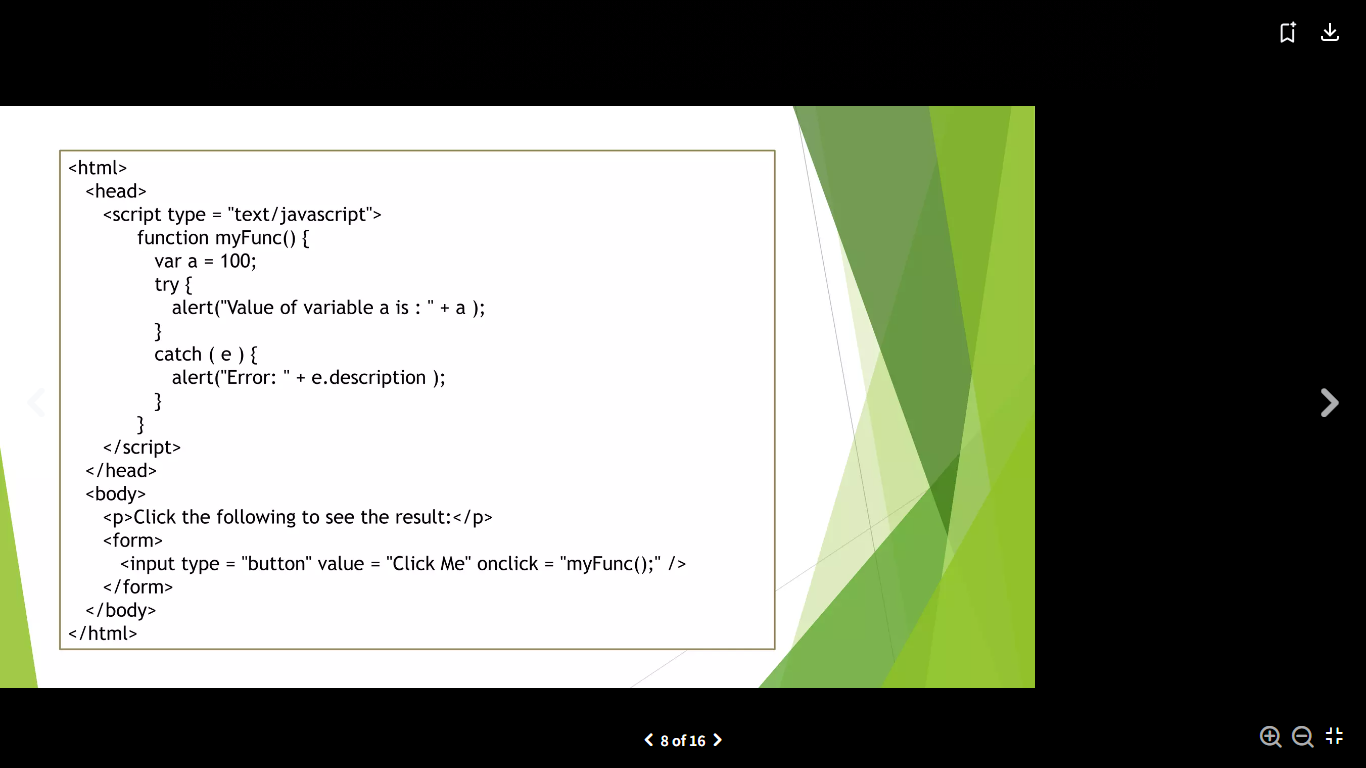 <html>
<head>
<script type = "text/javascript">
function myFunc() {
var a = 100;
try {
alert("Value of variable a is : " + a );
}
catch ( e ) {
alert("Error: " + e.description );
}
}
</script>
</head>
<body>
<p>Click the following to see the result:</p>
<form>
<input type = "button" value = "Click Me" onclick = "myFunc();" />
</form>
</body>
</html>
8 of 16